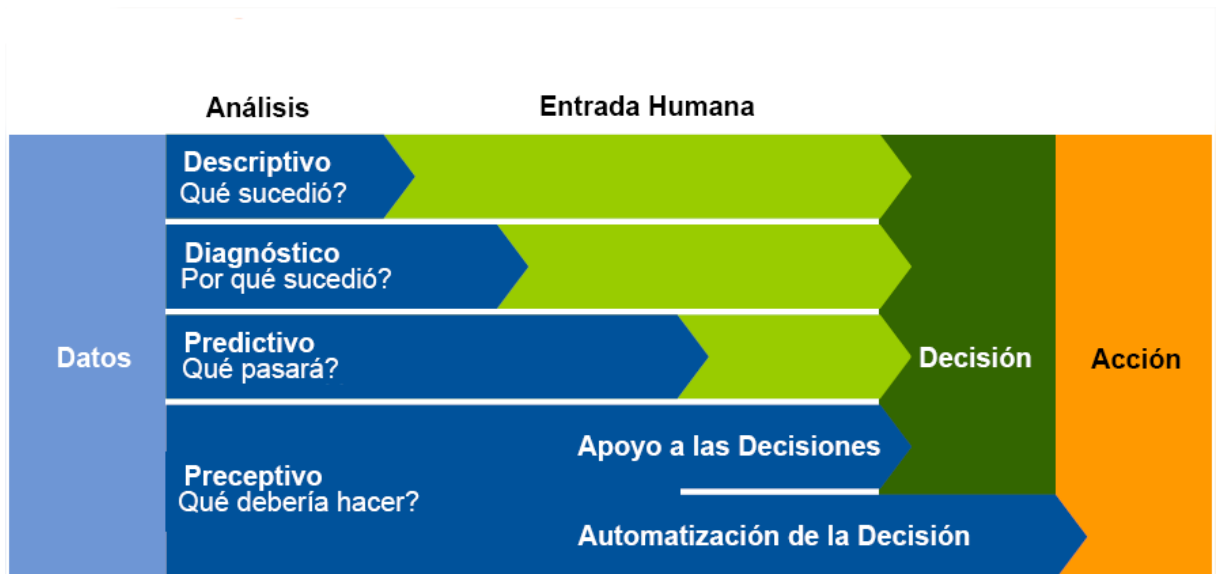 Análisis
Entrada Humana
Descriptivo
Qué sucedió?
Diagnóstico
Por qué sucedió?
Predictivo
Qué pasará?
Datos
Decisión
Acción
Apoyo a las Decisiones
Preceptivo
Qué debería hacer?
Automatización de la Decisión